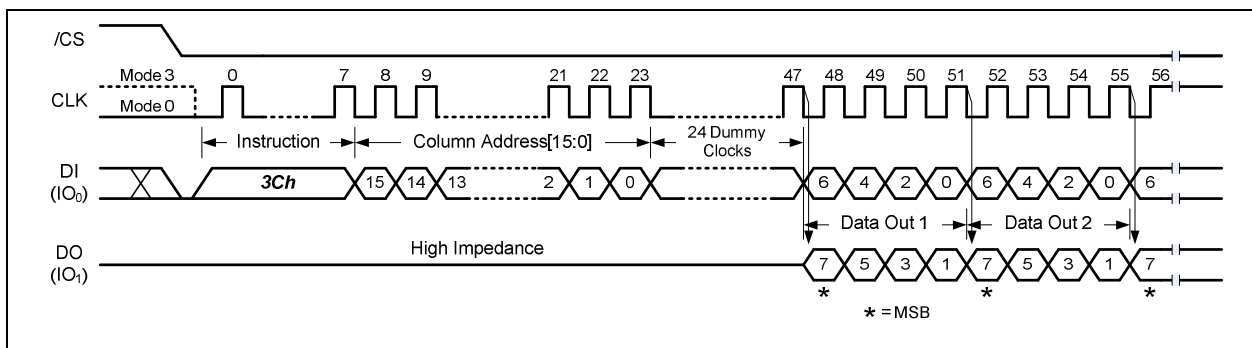 /CS
Mode 3 0 7 8 9 21 22 23 47 48 49 50 51 52 53 54 55 56
CLK
Mode 0
Instruction Column Address[15:0] 24 Dummy Clocks
DI
(IO0)
3Ch 15 14 13 2 1 0 6 4 2 0 6 4 2 0 6
Data Out 1 Data Out 2
High Impedance
DO
(IO1)
7 5 3 1 7 5 3 1 7
* * *
* = MSB